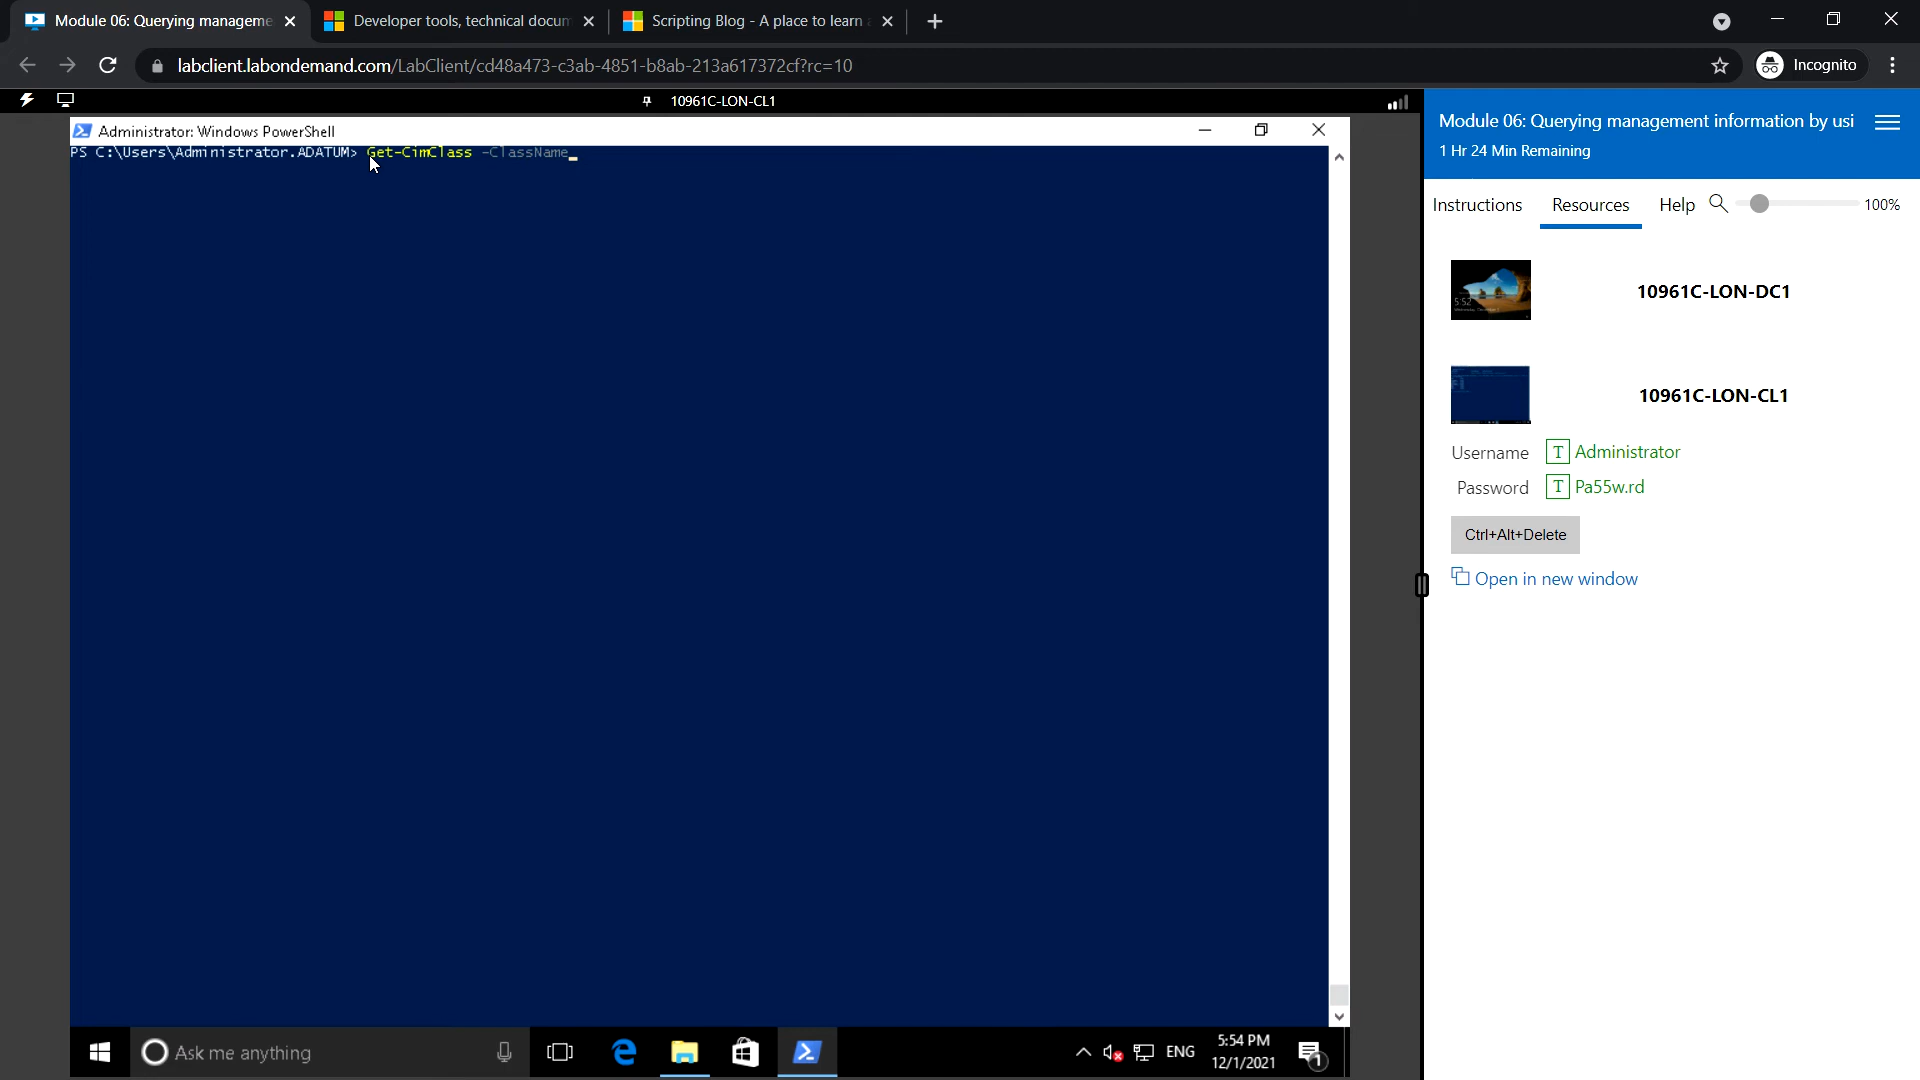 Module 06: Querying manageme
Developer tools, technical docum
Scripting Blog - A place to learn a
labclient.labondemand.com/LabClient/cd48a473-c3ab-4851-b8ab-213a617372cf?rc=10
Incognito
10961C-LON-CL1
Administrator: Windows PowerShell
PS C:\Users\Administrator.ADATUM> Get-CimClass -ClassName_
Module 06: Querying management information by usi
1 Hr 24 Min Remaining
Instructions
Resources
Help
100%
5:52
10961C-LON-DC1
10961C-LON-CL1
Username T Administrator
Password T Pa55w.rd
Ctrl+Alt+Delete
Open in new window
Ask me anything
ENG
5:54 PM
12/1/2021
1